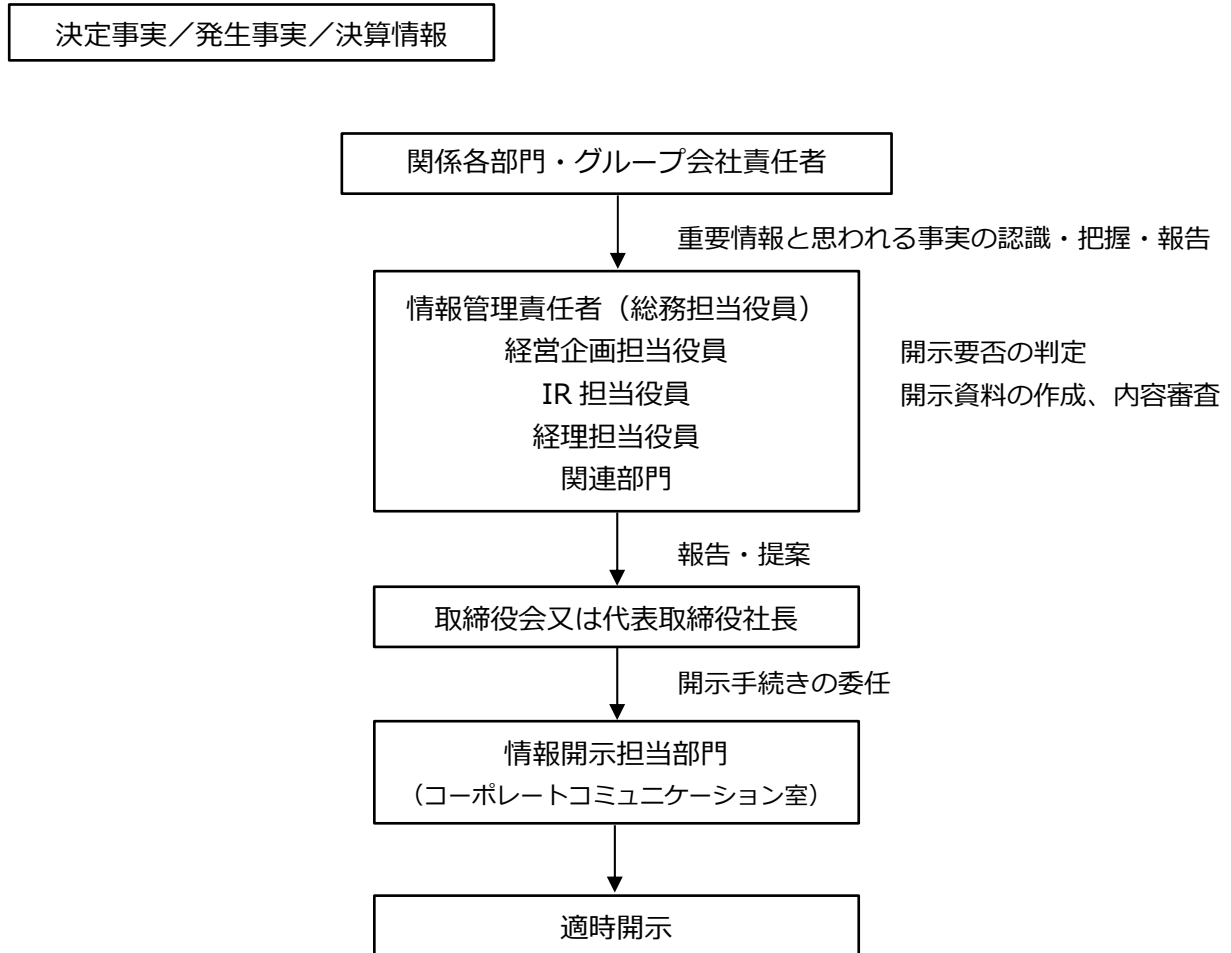 決定事実／発生事実／決算情報
関係各部門・グループ会社責任者
重要情報と思われる事実の認識・把握・報告
情報管理責任者（総務担当役員）
経営企画担当役員
IR 担当役員
経理担当役員
関連部門
開示要否の判定
開示資料の作成、内容審査
報告・提案
取締役会又は代表取締役社長
開示手続きの委任
情報開示担当部門
（コーポレートコミュニケーション室）
適時開示